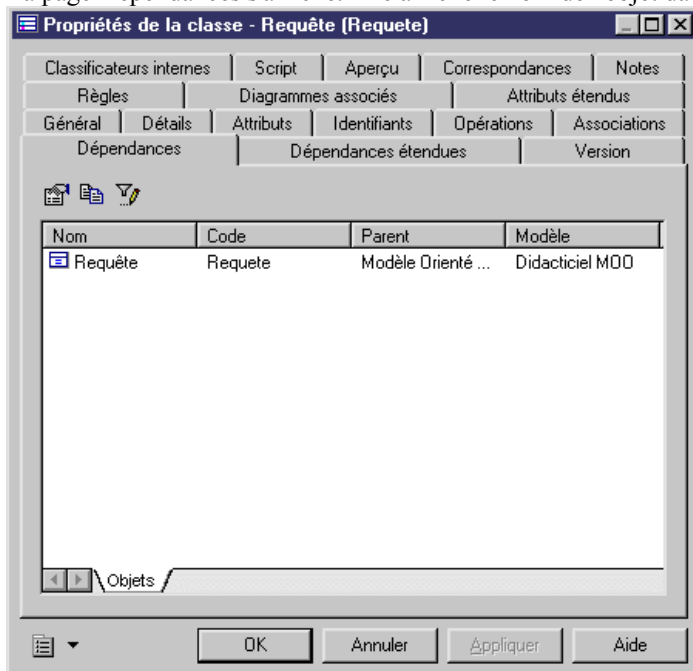 Propriétés de la classe - Requête (Requete)
Classificateurs internes Script Aperçu Correspondances Notes
Règles Diagrammes associés Attributs étendus
Général Détails Attributs Identifiants Opérations Associations
Dépendances Dépendances étendues Version
Nom Code Parent Modèle
Requête Requete Modèle Orienté ... Didacticiel MOO
Objets
OK Annuler Appliquer Aide